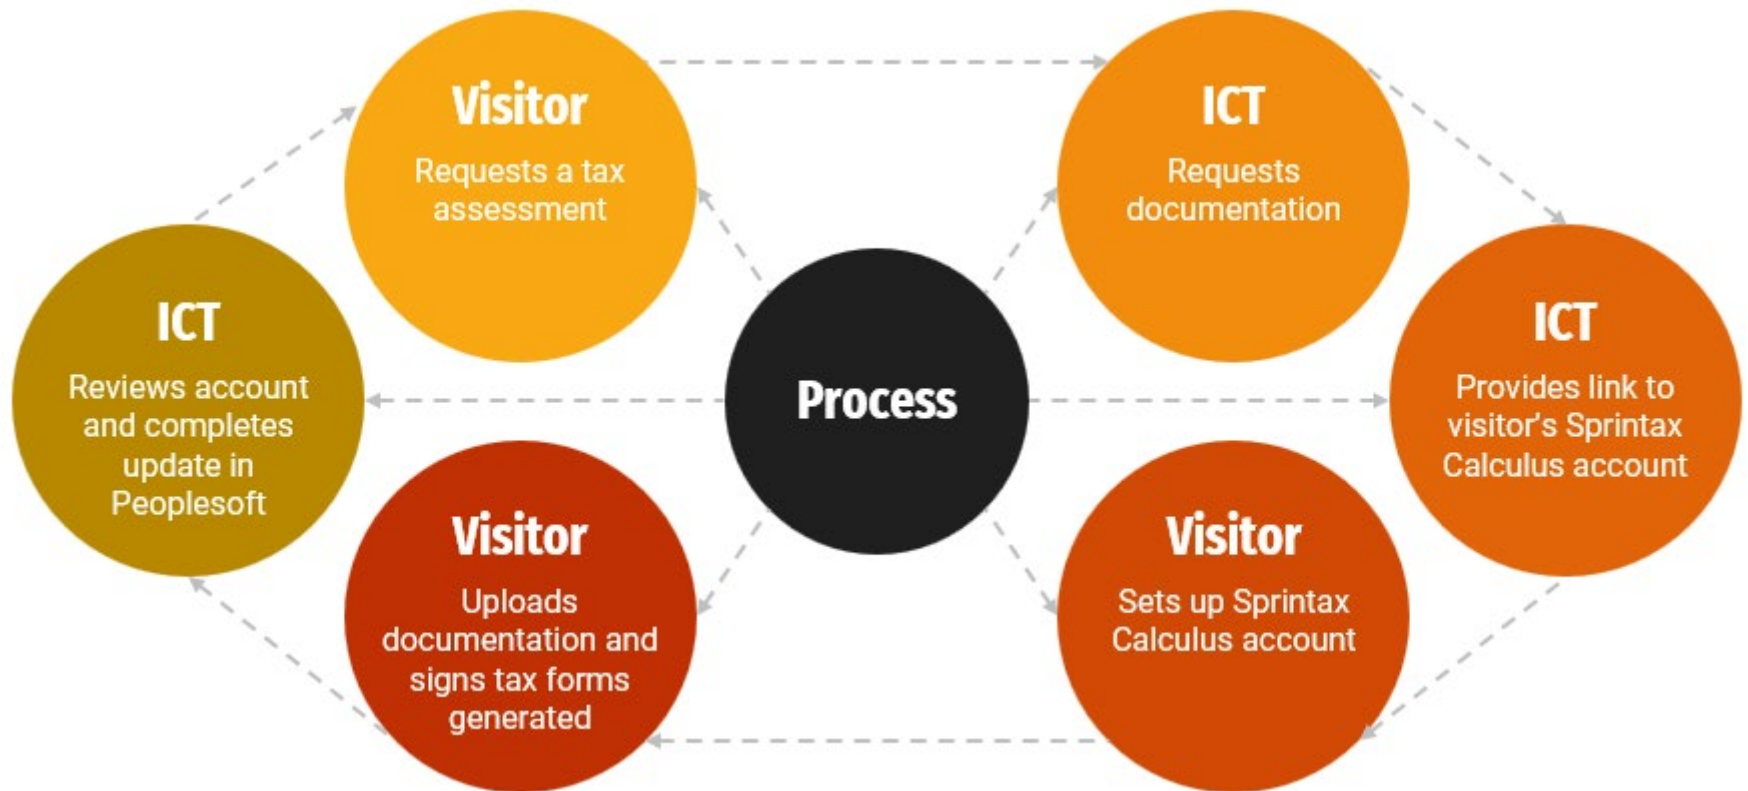 Visitor
Requests a tax
assessment
ICT
Requests
documentation
ICT
Provides link to
visitor's Sprintax
Calculus account
Visitor
Sets up Sprintax
Calculus account
Visitor
Uploads
documentation and
signs tax forms
generated
ICT
Reviews account
and completes
update in
Peoplesoft
Process